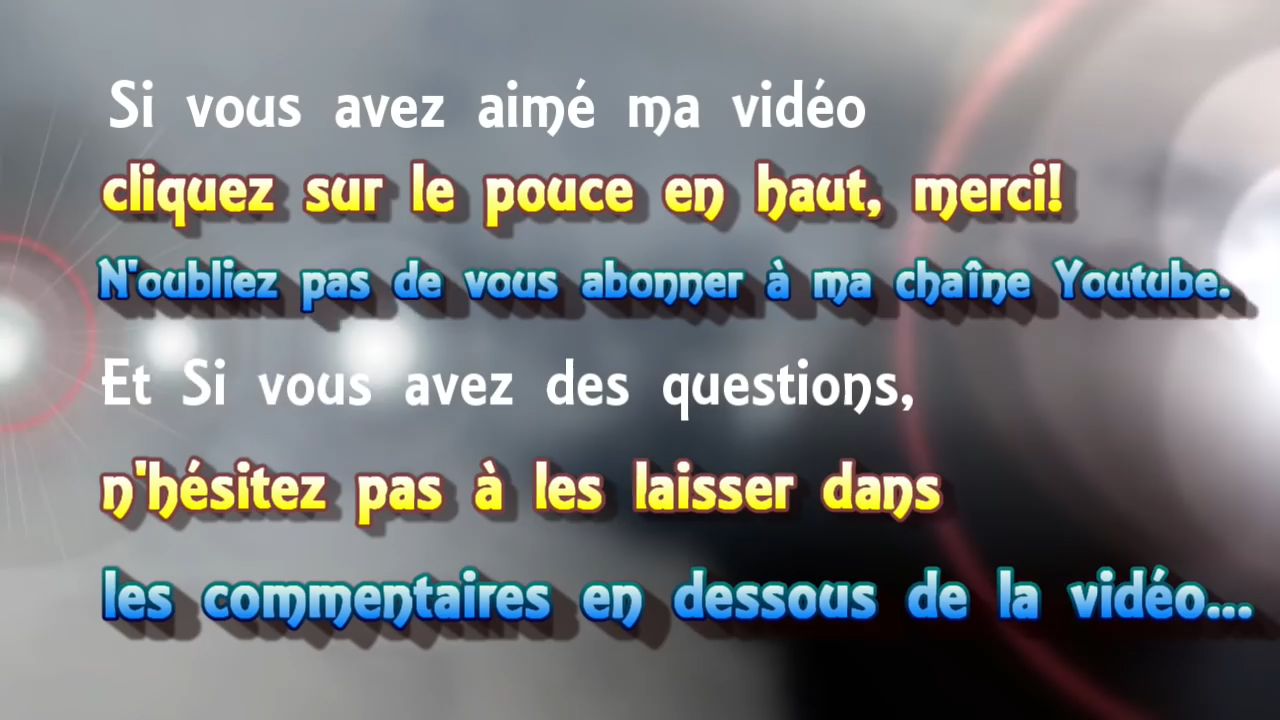 Si vous avez aimé ma vidéo
cliquez sur le pouce en haut, merci!
N'oubliez pas de vous abonner à ma chaîne Youtube.
Et Si vous avez des questions,
n'hésitez pas à les laisser dans
les commentaires en dessous de la vidéo...